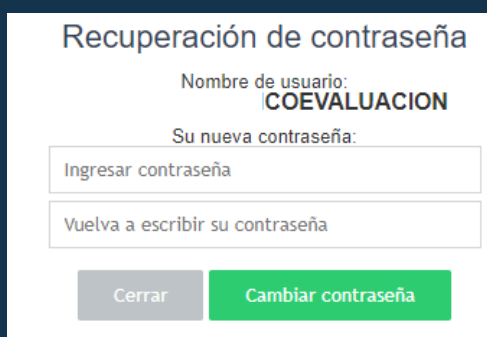 Recuperación de contraseña
Nombre de usuario:
COEVALUACION
Su nueva contraseña:
Ingresar contraseña
Vuelva a escribir su contraseña
Cerrar
Cambiar contraseña